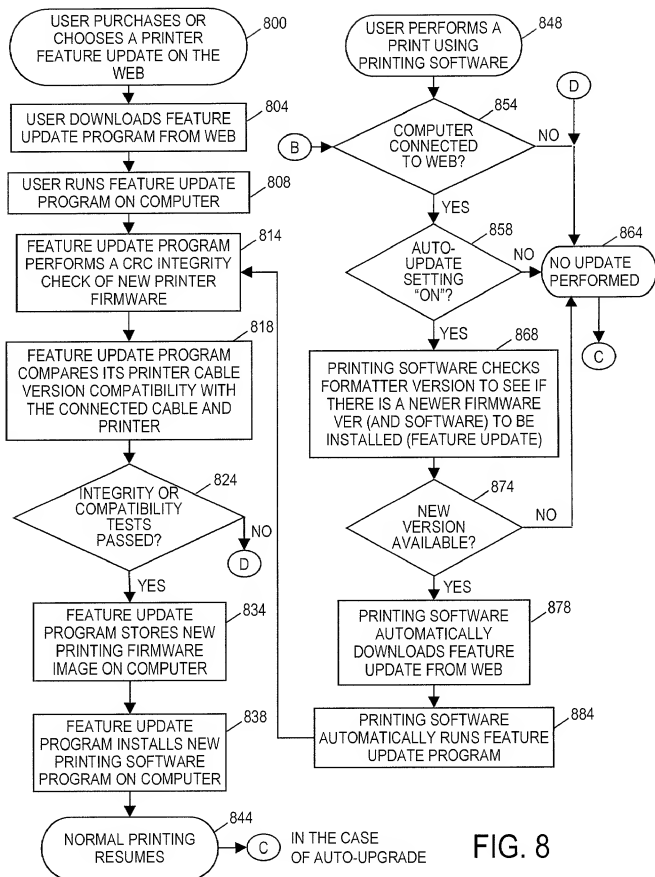 USER PURCHASES OR
CHOOSES A PRINTER
FEATURE UPDATE ON THE
WEB
800
USER DOWNLOADS FEATURE
UPDATE PROGRAM FROM WEB
804
USER RUNS FEATURE UPDATE
PROGRAM ON COMPUTER
808
FEATURE UPDATE PROGRAM
PERFORMS A CRC INTEGRITY
CHECK OF NEW PRINTER
FIRMWARE
814
FEATURE UPDATE PROGRAM
COMPARES ITS PRINTER CABLE
VERSION COMPATIBILITY WITH
THE CONNECTED CABLE AND
PRINTER
818
INTEGRITY OR
COMPATIBILITY
TESTS
PASSED?
824
NO
D
YES
FEATURE UPDATE
PROGRAM STORES NEW
PRINTING FIRMWARE
IMAGE ON COMPUTER
834
FEATURE UPDATE
PROGRAM INSTALLS NEW
PRINTING SOFTWARE
PROGRAM ON COMPUTER
838
NORMAL PRINTING
RESUMES
844
C
IN THE CASE
OF AUTO-UPGRADE
USER PERFORMS A
PRINT USING
PRINTING SOFTWARE
848
B
COMPUTER
CONNECTED
TO WEB?
854
NO
D
YES
AUTO-
UPDATE
SETTING
"ON"?
858
NO
NO UPDATE
PERFORMED
864
C
YES
PRINTING SOFTWARE CHECKS
FORMATTER VERSION TO SEE IF
THERE IS A NEWER FIRMWARE
VER (AND SOFTWARE) TO BE
INSTALLED (FEATURE UPDATE)
868
NEW
VERSION
AVAILABLE?
874
NO
YES
PRINTING SOFTWARE
AUTOMATICALLY
DOWNLOADS FEATURE
UPDATE FROM WEB
878
PRINTING SOFTWARE
AUTOMATICALLY RUNS FEATURE
UPDATE PROGRAM
884
FIG. 8